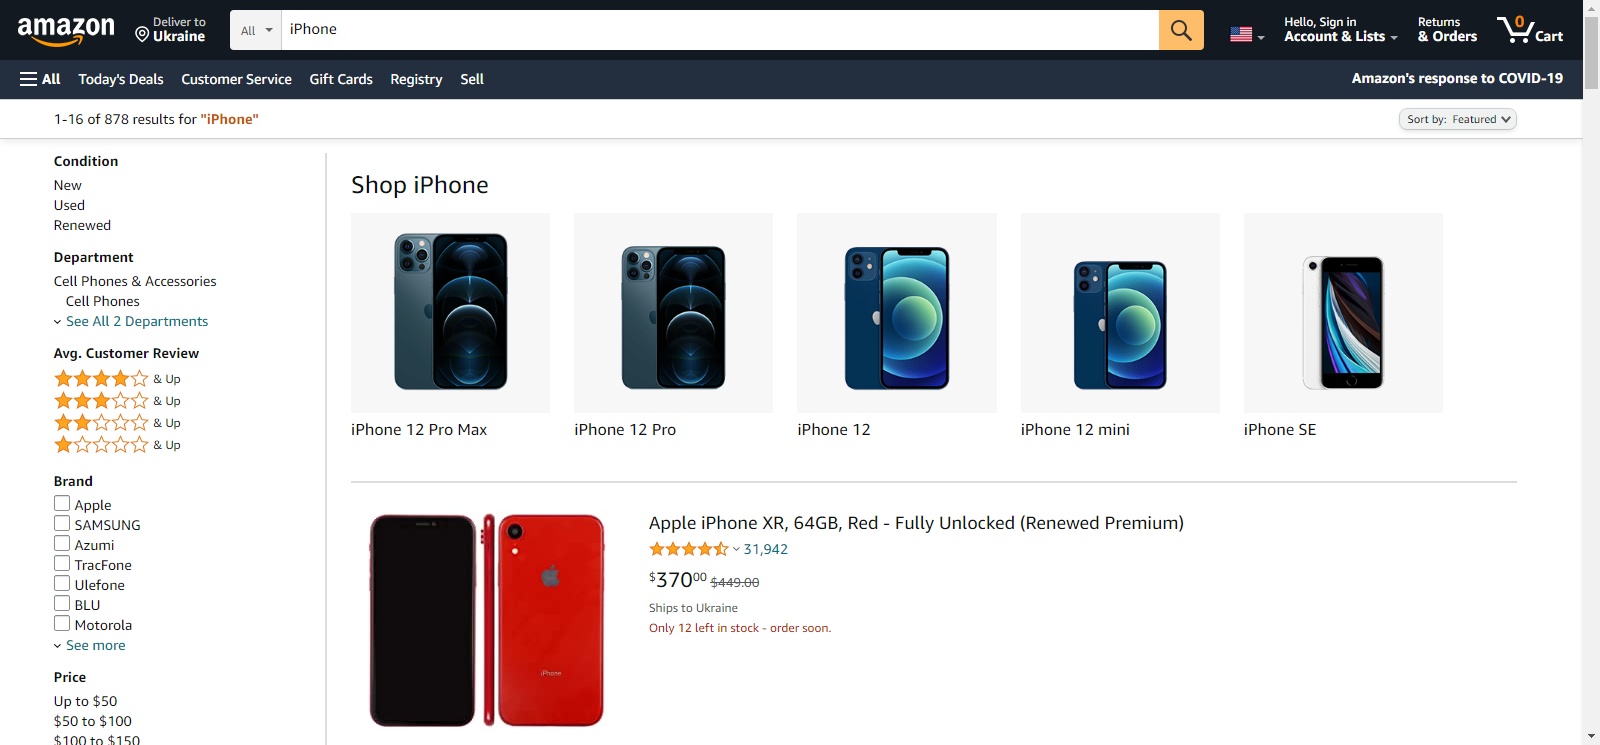 amazon
Deliver to
Ukraine
All
iPhone
Hello, Sign in
Account & Lists
Returns
& Orders
0
Cart
All
Today's Deals
Customer Service
Gift Cards
Registry
Sell
Amazon's response to COVID-19
1-16 of 878 results for "iPhone"
Sort by: Featured
Condition
New
Used
Renewed
Department
Cell Phones & Accessories
Cell Phones
See All 2 Departments
Avg. Customer Review
& Up
& Up
& Up
& Up
Brand
Apple
SAMSUNG
Azumi
TracFone
Ulefone
BLU
Motorola
See more
Price
Up to $50
$50 to $100
$100 to $150
Shop iPhone
iPhone 12 Pro Max
iPhone 12 Pro
iPhone 12
iPhone 12 mini
iPhone SE
iPhone
Apple iPhone XR, 64GB, Red - Fully Unlocked (Renewed Premium)
31,942
$37000 $449.00
Ships to Ukraine
Only 12 left in stock - order soon.